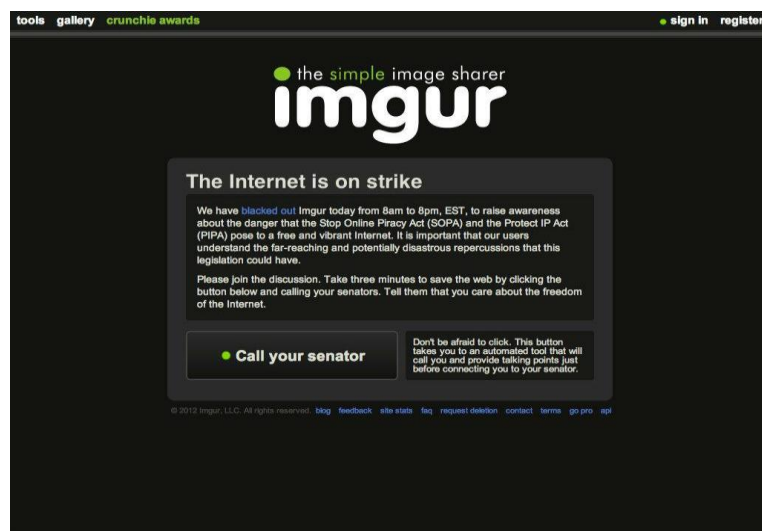 tools gallery crunchie awards sign in register
the simple image sharer
imgur
The Internet is on strike
We have blacked out Imgur today from 8am to 8pm, EST, to raise awareness
about the danger that the Stop Online Piracy Act (SOPA) and the Protect IP Act
(PIPA) pose to a free and vibrant Internet. It is important that our users
understand the far-reaching and potentially disastrous repercussions that this
legislation could have.
Please join the discussion. Take three minutes to save the web by clicking the
button below and calling your senators. Tell them that you care about the freedom
of the Internet.
Call your senator
Don't be afraid to click. This button
takes you to an automated tool that will
call you and provide talking points just
before connecting you to your senator.
© 2012 Imgur, LLC. All rights reserved. blog feedback site stats faq request deletion contact terms go pro api